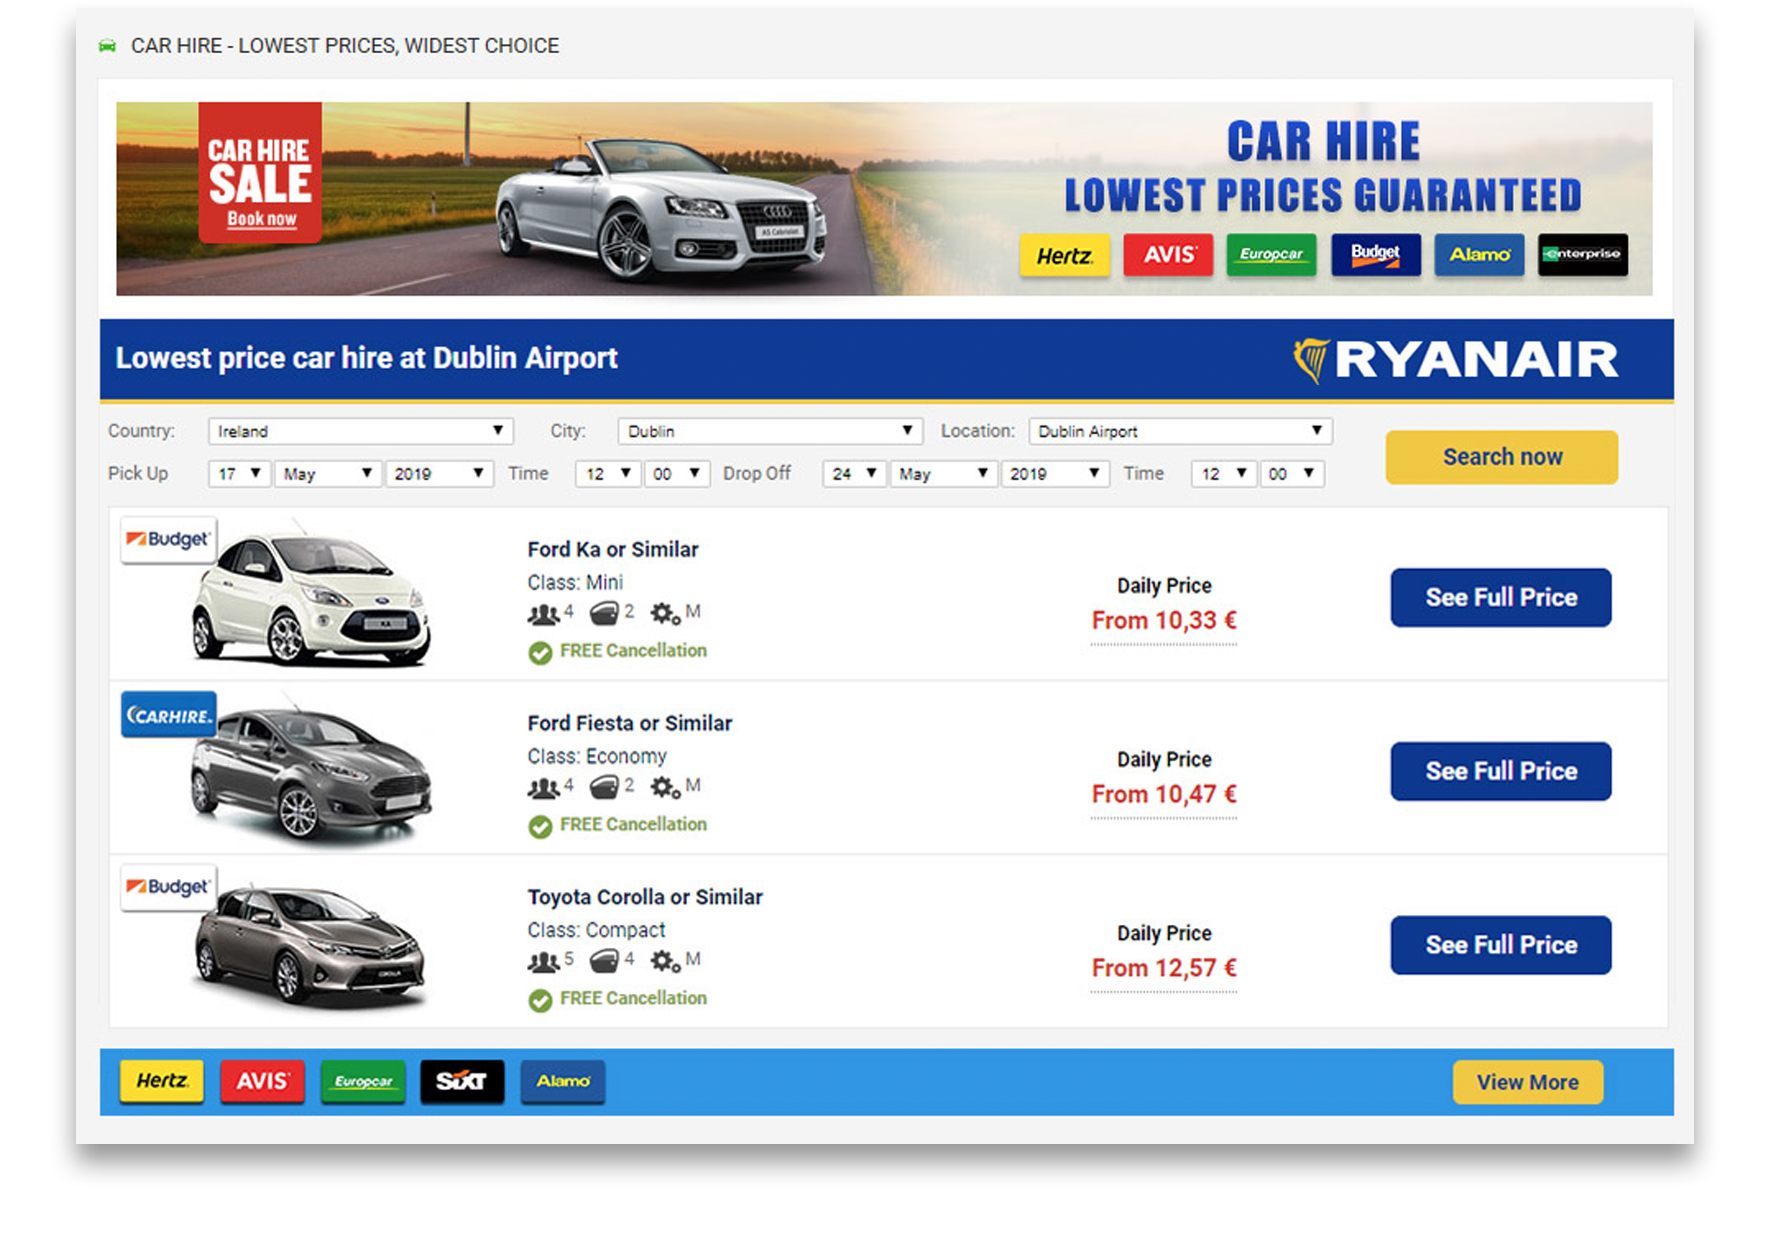 CAR HIRE - LOWEST PRICES, WIDEST CHOICE
CAR HIRE
SALE
Book now
A5 Cabriolet
CAR HIRE
LOWEST PRICES GUARANTEED
Hertz. AVIS Europcar Budget Alamo enterprise
Lowest price car hire at Dublin Airport
RYANAIR
Country: Ireland City: Dublin Location: Dublin Airport
Search now
Pick Up 17 May 2019 Time 12 00 Drop Off 24 May 2019 Time 12 00
Budget
KA
Ford Ka or Similar
Class: Mini
4 2 M
FREE Cancellation
Daily Price
From 10,33 €
See Full Price
CARHIRE.
Ford Fiesta or Similar
Class: Economy
4 2 M
FREE Cancellation
Daily Price
From 10,47 €
See Full Price
Budget
COROLLA
Toyota Corolla or Similar
Class: Compact
5 4 M
FREE Cancellation
Daily Price
From 12,57 €
See Full Price
Hertz. AVIS Europcar SiXT Alamo
View More